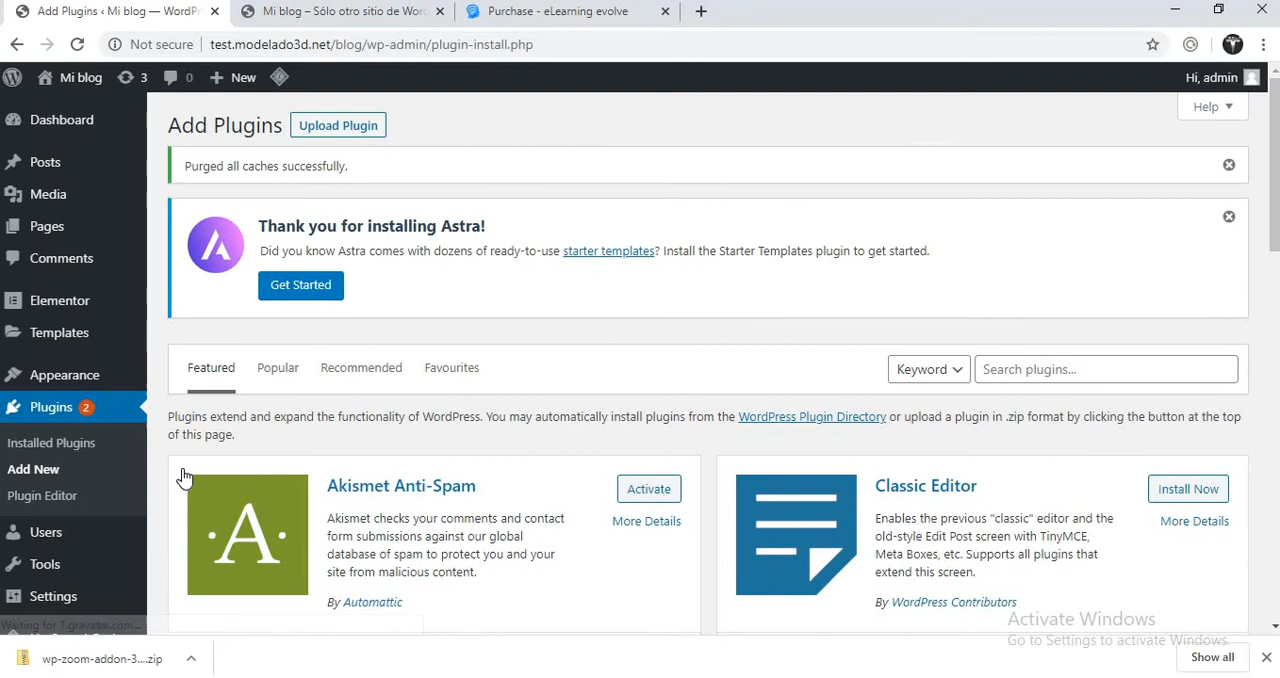 Add Plugins ‹ Mi blog — WordPr
Mi blog – Sólo otro sitio de Wor
Purchase - eLearning evolve
Not secure
test.modelado3d.net/blog/wp-admin/plugin-install.php
Mi blog
3
0
New
Hi, admin
Dashboard
Posts
Media
Pages
Comments
Elementor
Templates
Appearance
Plugins 2
Installed Plugins
Add New
Plugin Editor
Users
Tools
Settings
Add Plugins
Upload Plugin
Help
Purged all caches successfully.
Thank you for installing Astra!
Did you know Astra comes with dozens of ready-to-use starter templates? Install the Starter Templates plugin to get started.
Get Started
Featured Popular Recommended Favourites
Keyword
Search plugins...
Plugins extend and expand the functionality of WordPress. You may automatically install plugins from the WordPress Plugin Directory or upload a plugin in .zip format by clicking the button at the top
of this page.
Akismet Anti-Spam
Activate
More Details
Akismet checks your comments and contact
form submissions against our global
database of spam to protect you and your
site from malicious content.
By Automattic
Classic Editor
Install Now
More Details
Enables the previous "classic" editor and the
old-style Edit Post screen with TinyMCE,
Meta Boxes, etc. Supports all plugins that
extend this screen.
By WordPress Contributors
Activate Windows
Go to Settings to activate Windows.
Waiting for 1.gravatar.com...
wp-zoom-addon-3....zip
Show all